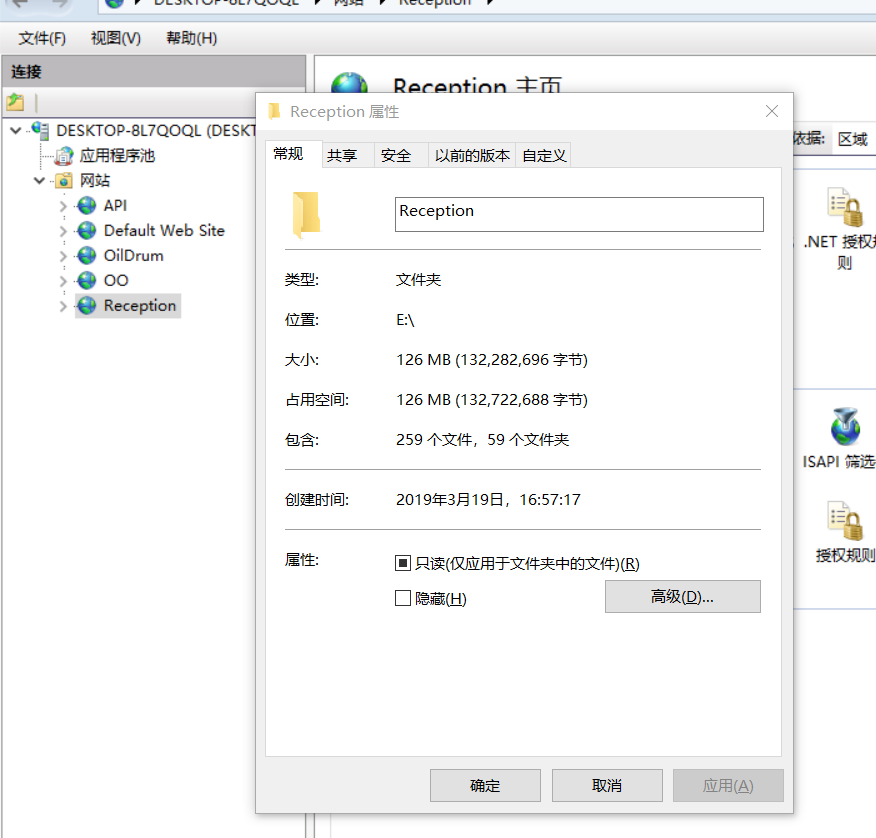 DESKTOP-8L7QOQL 网站 Reception
文件(F) 视图(V) 帮助(H)
连接
DESKTOP-8L7QOQL (DESKT
应用程序池
网站
API
Default Web Site
OilDrum
OO
Reception
Reception 主页
Reception 属性
常规 共享 安全 以前的版本 自定义
Reception
类型: 文件夹
位置: E:\
大小: 126 MB (132,282,696 字节)
占用空间: 126 MB (132,722,688 字节)
包含: 259 个文件，59 个文件夹
创建时间: 2019年3月19日，16:57:17
属性: 只读(仅应用于文件夹中的文件)(R)
隐藏(H) 高级(D)...
确定 取消 应用(A)
依据: 区域
.NET 授权规
则
ISAPI 筛选
授权规则